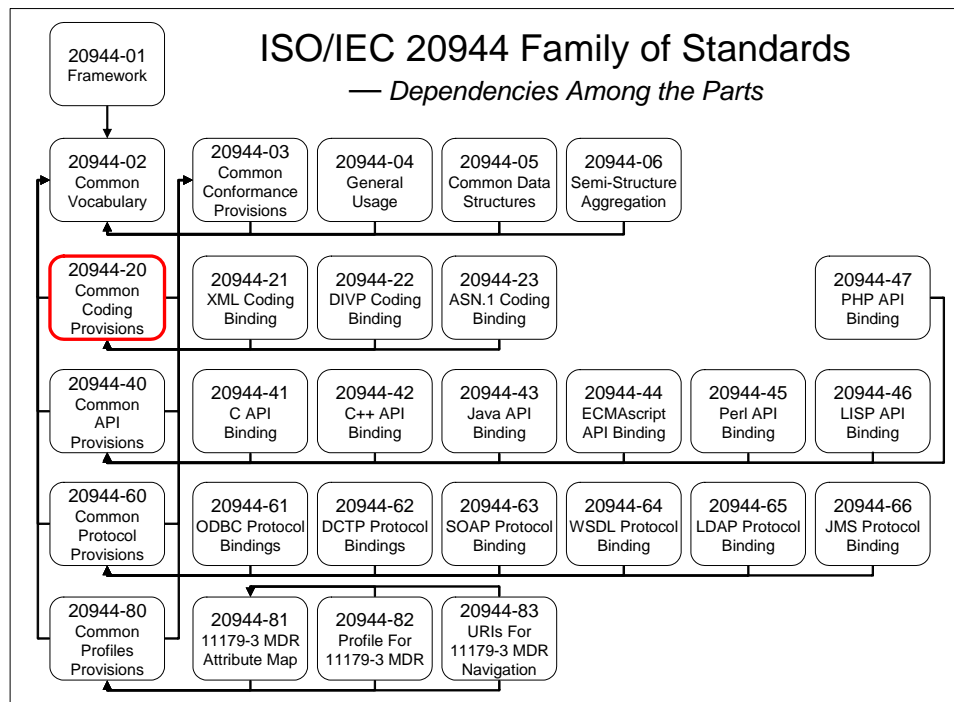 ISO/IEC 20944 Family of Standards
— Dependencies Among the Parts
20944-01
Framework
20944-02
Common
Vocabulary
20944-03
Common
Conformance
Provisions
20944-04
General
Usage
20944-05
Common Data
Structures
20944-06
Semi-Structure
Aggregation
20944-20
Common
Coding
Provisions
20944-21
XML Coding
Binding
20944-22
DIVP Coding
Binding
20944-23
ASN.1 Coding
Binding
20944-47
PHP API
Binding
20944-40
Common
API
Provisions
20944-41
C API
Binding
20944-42
C++ API
Binding
20944-43
Java API
Binding
20944-44
ECMAscript
API Binding
20944-45
Perl API
Binding
20944-46
LISP API
Binding
20944-60
Common
Protocol
Provisions
20944-61
ODBC Protocol
Bindings
20944-62
DCTP Protocol
Bindings
20944-63
SOAP Protocol
Binding
20944-64
WSDL Protocol
Binding
20944-65
LDAP Protocol
Binding
20944-66
JMS Protocol
Binding
20944-80
Common
Profiles
Provisions
20944-81
11179-3 MDR
Attribute Map
20944-82
Profile For
11179-3 MDR
20944-83
URIs For
11179-3 MDR
Navigation